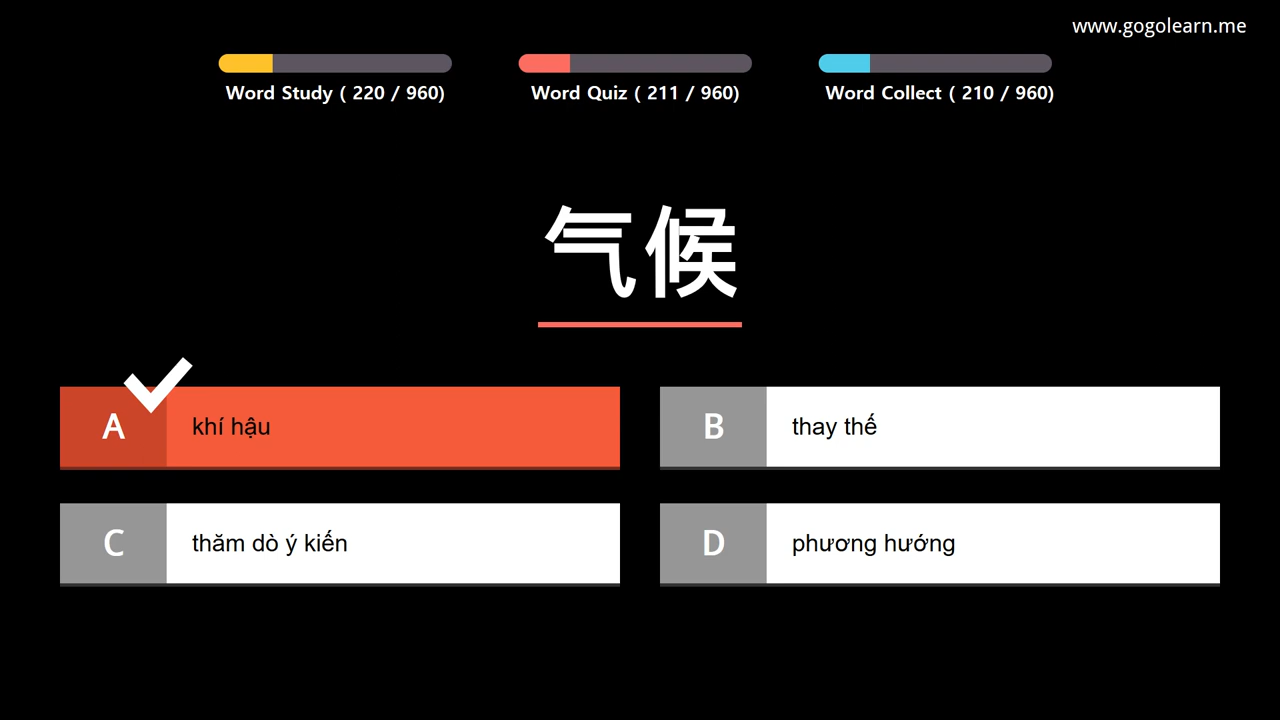 www.gogolearn.me
Word Study ( 220 / 960)
Word Quiz ( 211 / 960)
Word Collect ( 210 / 960)
气候
A khí hậu
B thay thế
C thăm dò ý kiến
D phương hướng